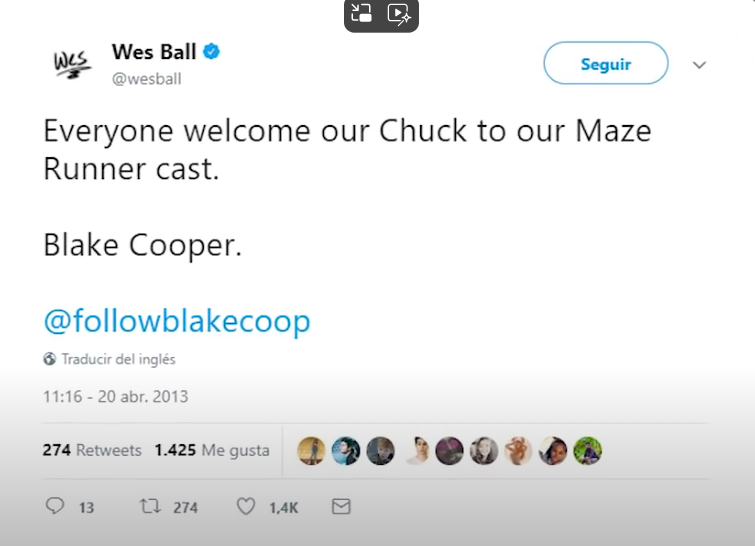 Wes
Wes Ball
@wesball
Seguir
Everyone welcome our Chuck to our Maze
Runner cast.
Blake Cooper.
@followblakecoop
Traducir del inglés
11:16 - 20 abr. 2013
274 Retweets 1.425 Me gusta
13 274 1,4K